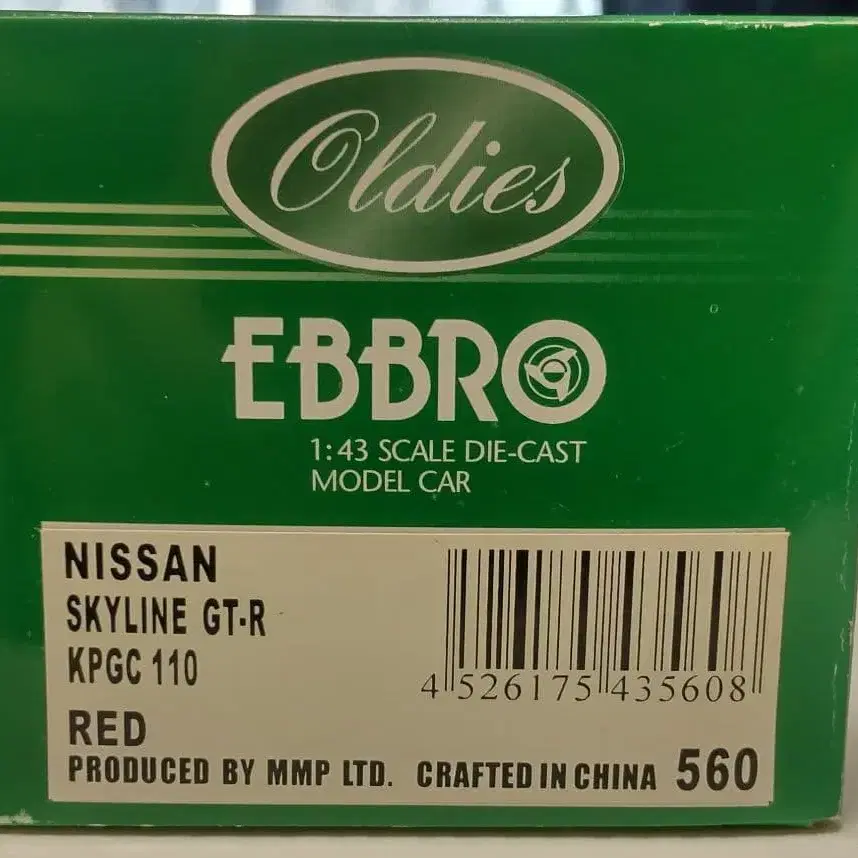 Oldies
EBBRO
1:43 SCALE DIE-CAST
MODEL CAR
NISSAN
SKYLINE GT-R
KPGC 110
RED
4 526175 435608
PRODUCED BY MMP LTD. CRAFTED IN CHINA 560